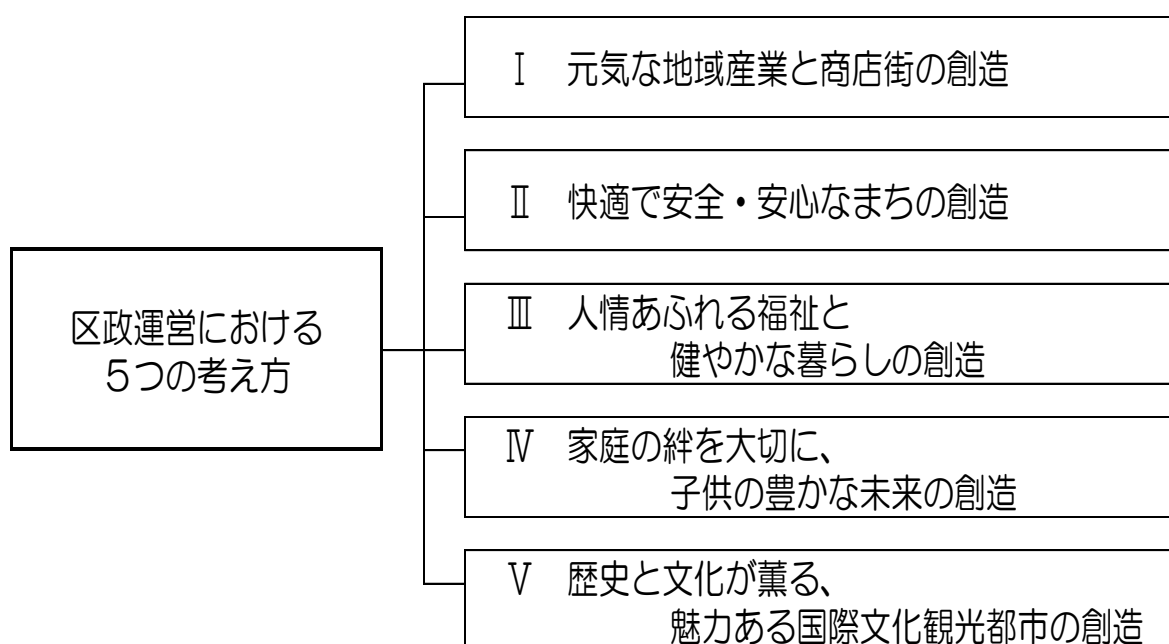 区政運営における
5つの考え方
Ⅰ 元気な地域産業と商店街の創造
Ⅱ 快適で安全・安心なまちの創造
Ⅲ 人情あふれる福祉と
健やかな暮らしの創造
Ⅳ 家庭の絆を大切に、
子供の豊かな未来の創造
Ⅴ 歴史と文化が薫る、
魅力ある国際文化観光都市の創造